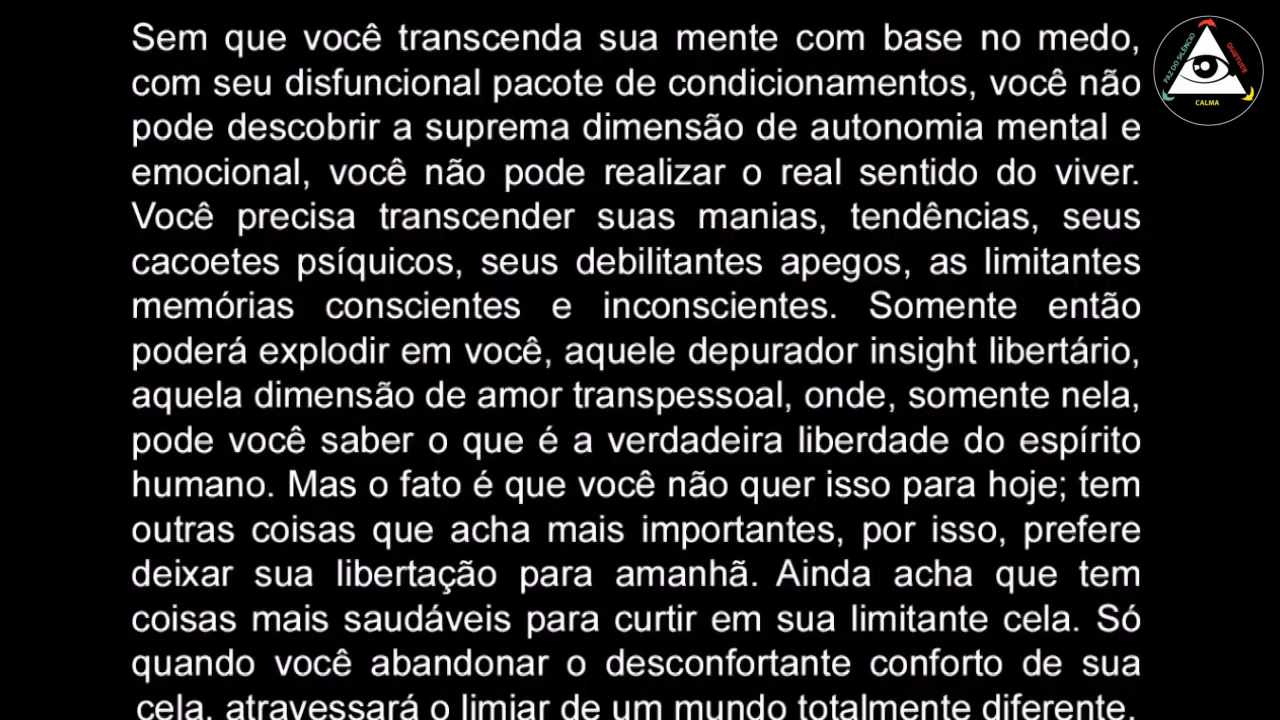 Sem que você transcenda sua mente com base no medo,
com seu disfuncional pacote de condicionamentos, você não
pode descobrir a suprema dimensão de autonomia mental e
emocional, você não pode realizar o real sentido do viver.
Você precisa transcender suas manias, tendências, seus
cacoetes psíquicos, seus debilitantes apegos, as limitantes
memórias conscientes e inconscientes. Somente então
poderá explodir em você, aquele depurador insight libertário,
aquela dimensão de amor transpessoal, onde, somente nela,
pode você saber o que é a verdadeira liberdade do espírito
humano. Mas o fato é que você não quer isso para hoje; tem
outras coisas que acha mais importantes, por isso, prefere
deixar sua libertação para amanhã. Ainda acha que tem
coisas mais saudáveis para curtir em sua limitante cela. Só
quando você abandonar o desconfortante conforto de sua
cela, atravessará o limiar de um mundo totalmente diferente.
PAZ DO SILÊNCIO
QUIETUDE
CALMA